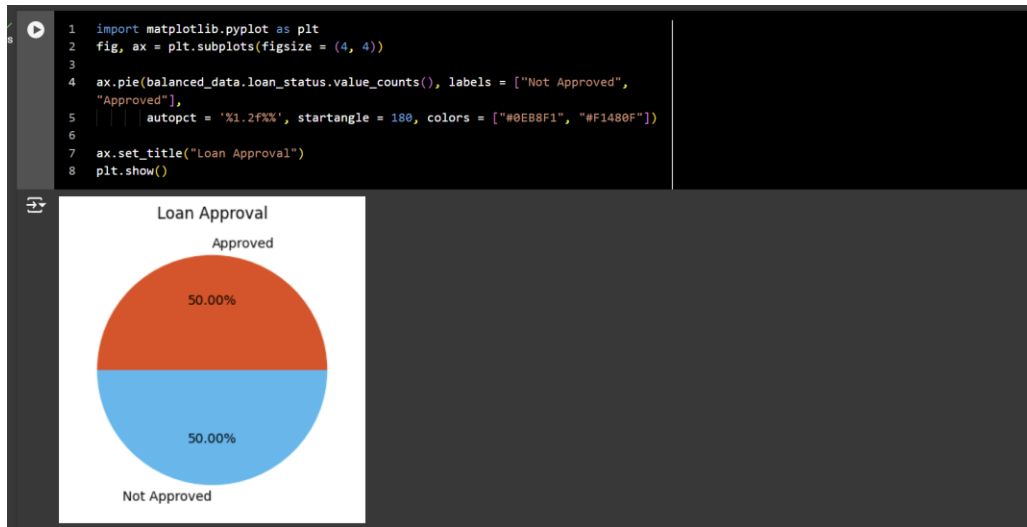 s
1 import matplotlib.pyplot as plt
2 fig, ax = plt.subplots(figsize = (4, 4))
3
4 ax.pie(balanced_data.loan_status.value_counts(), labels = ["Not Approved",
"Approved"],
5 autopct = '%1.2f%%', startangle = 180, colors = ["#0EB8F1", "#F1480F"])
6
7 ax.set_title("Loan Approval")
8 plt.show()
Loan Approval
Approved
50.00%
50.00%
Not Approved